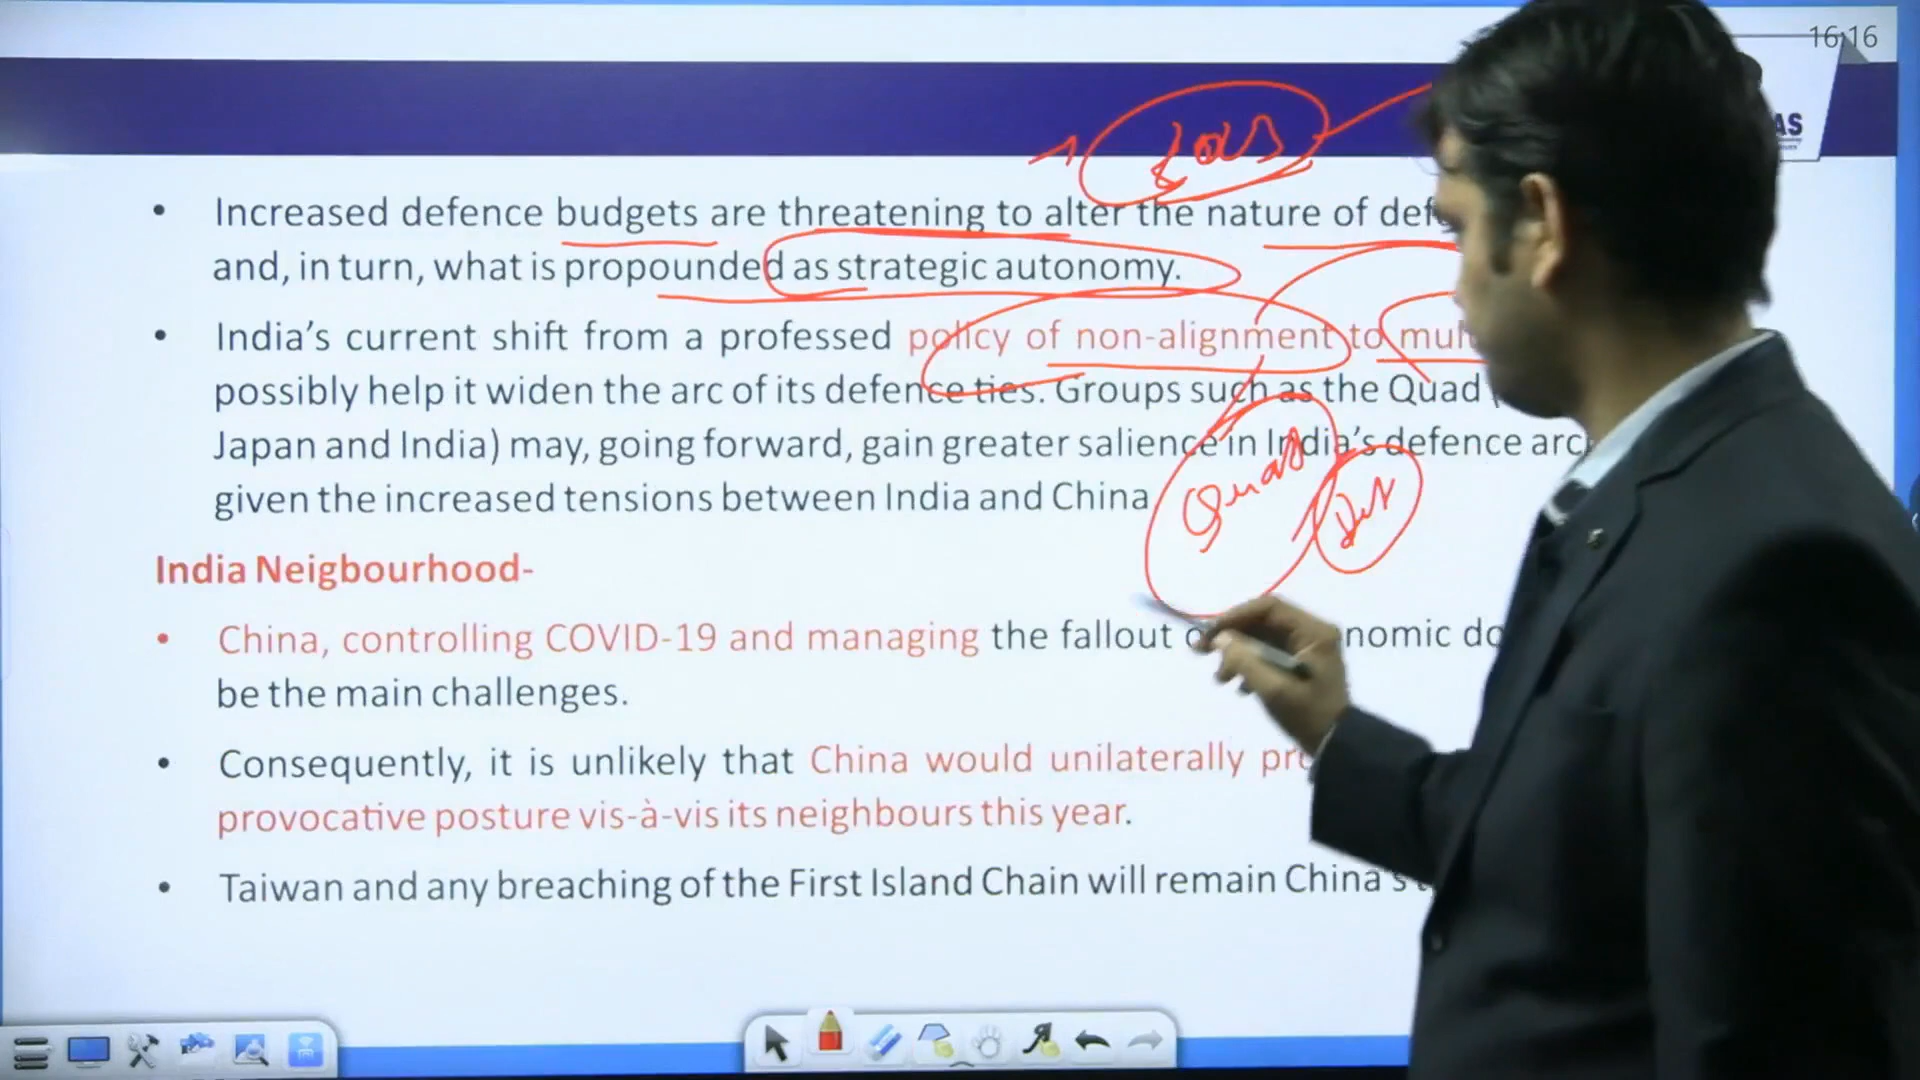 16:16
AS
• Increased defence budgets are threatening to alter the nature of def
and, in turn, what is propounded as strategic autonomy.
• India’s current shift from a professed policy of non-alignment to mul
possibly help it widen the arc of its defence ties. Groups such as the Quad
Japan and India) may, going forward, gain greater salience in India’s defence arc
given the increased tensions between India and China
Quad
India Neigbourhood-
• China, controlling COVID-19 and managing the fallout nomic do
be the main challenges.
• Consequently, it is unlikely that China would unilaterally pr
provocative posture vis-à-vis its neighbours this year.
• Taiwan and any breaching of the First Island Chain will remain China’s